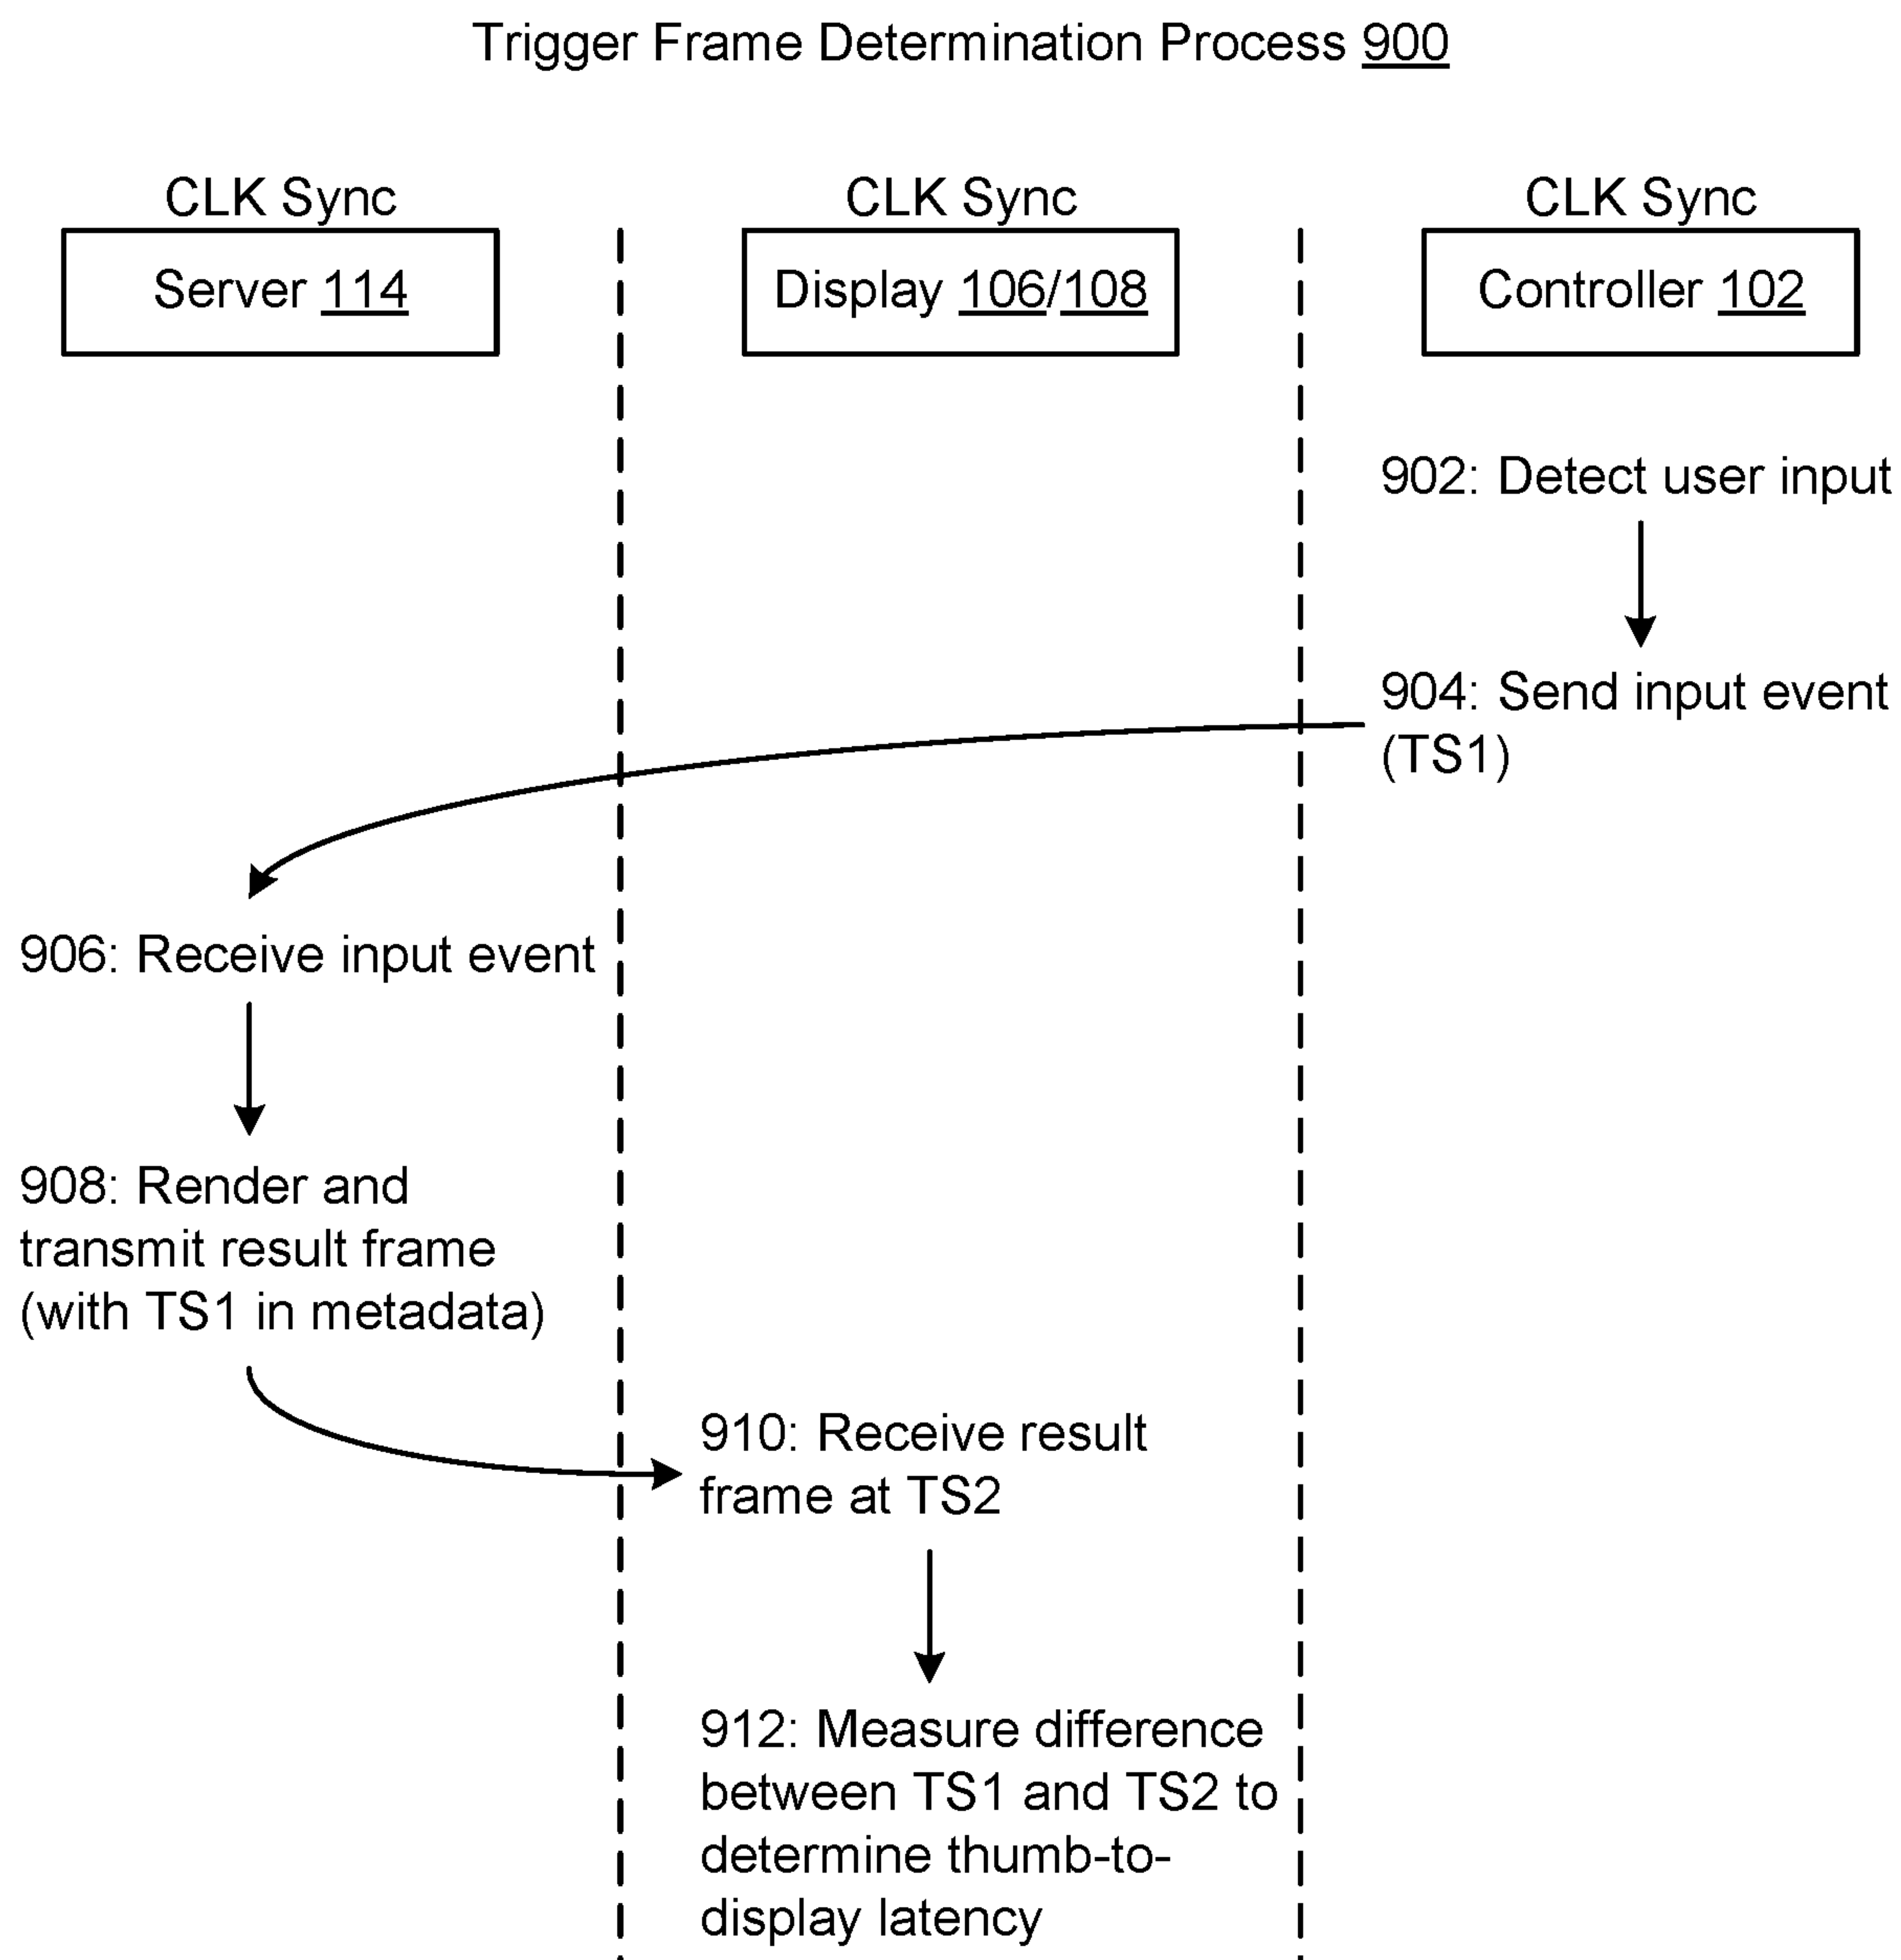 Trigger Frame Determination Process 900
CLK Sync
CLK Sync
CLK Sync
Server 114
Display 106/108
Controller 102
902: Detect user input
904: Send input event
(TS1)
906: Receive input event
908: Render and
transmit result frame
(with TS1 in metadata)
910: Receive result
frame at TS2
912: Measure difference
between TS1 and TS2 to
determine thumb-to-
display latency